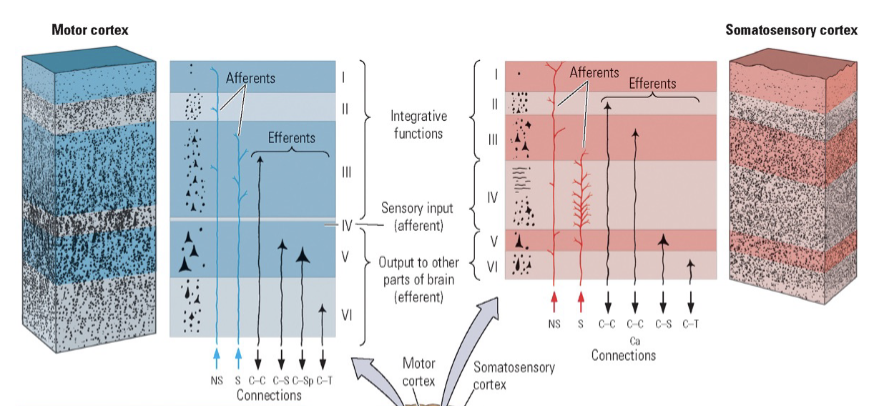 Motor cortex
Somatosensory cortex
Afferents
Efferents
I
II
III
IV
V
VI
NS S C–C C–S C–Sp C–T
Connections
Integrative
functions
Sensory input
(afferent)
Output to other
parts of brain
(efferent)
I
II
III
IV
V
VI
Afferents
Efferents
NS S C–C C–C C–S C–T
Ca
Connections
Motor
cortex
Somatosensory
cortex